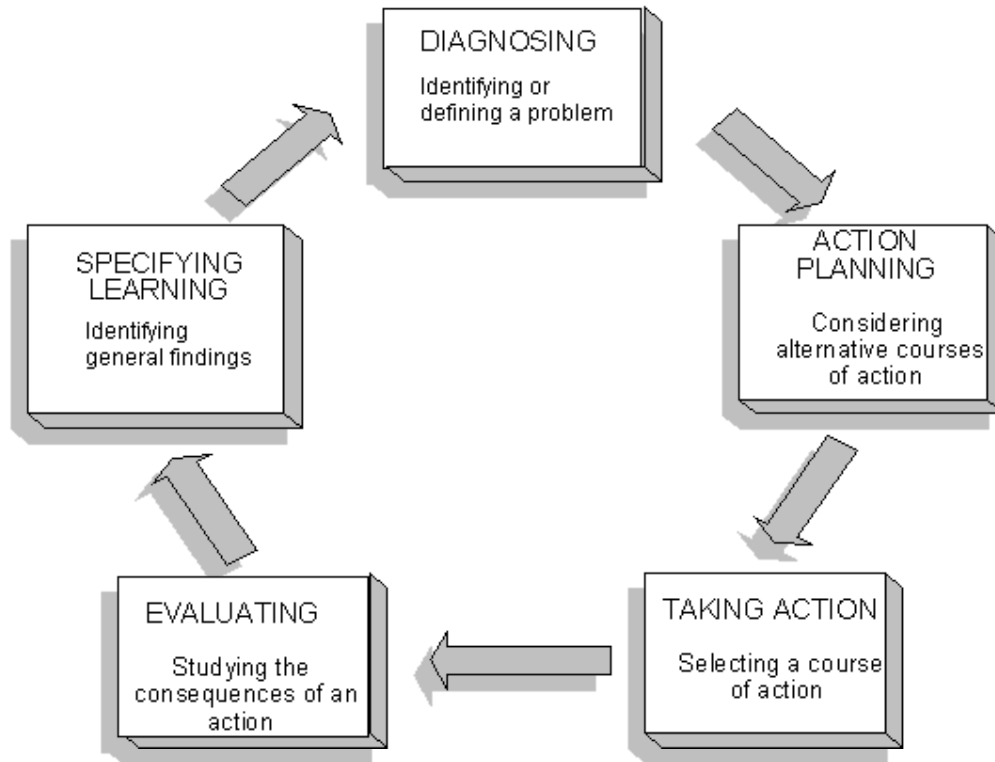 DIAGNOSING
Identifying or
defining a problem
ACTION
PLANNING
Considering
alternative courses
of action
TAKING ACTION
Selecting a course
of action
EVALUATING
Studying the
consequences of an
action
SPECIFYING
LEARNING
Identifying
general findings